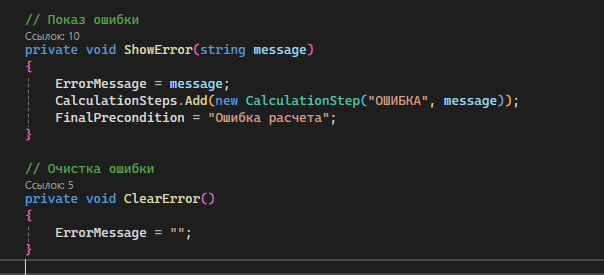 // Показ ошибки
Ссылок: 10
private void ShowError(string message)
{
ErrorMessage = message;
CalculationSteps.Add(new CalculationStep("ОШИБКА", message));
FinalPrecondition = "Ошибка расчета";
}
// Очистка ошибки
Ссылок: 5
private void ClearError()
{
ErrorMessage = "";
}